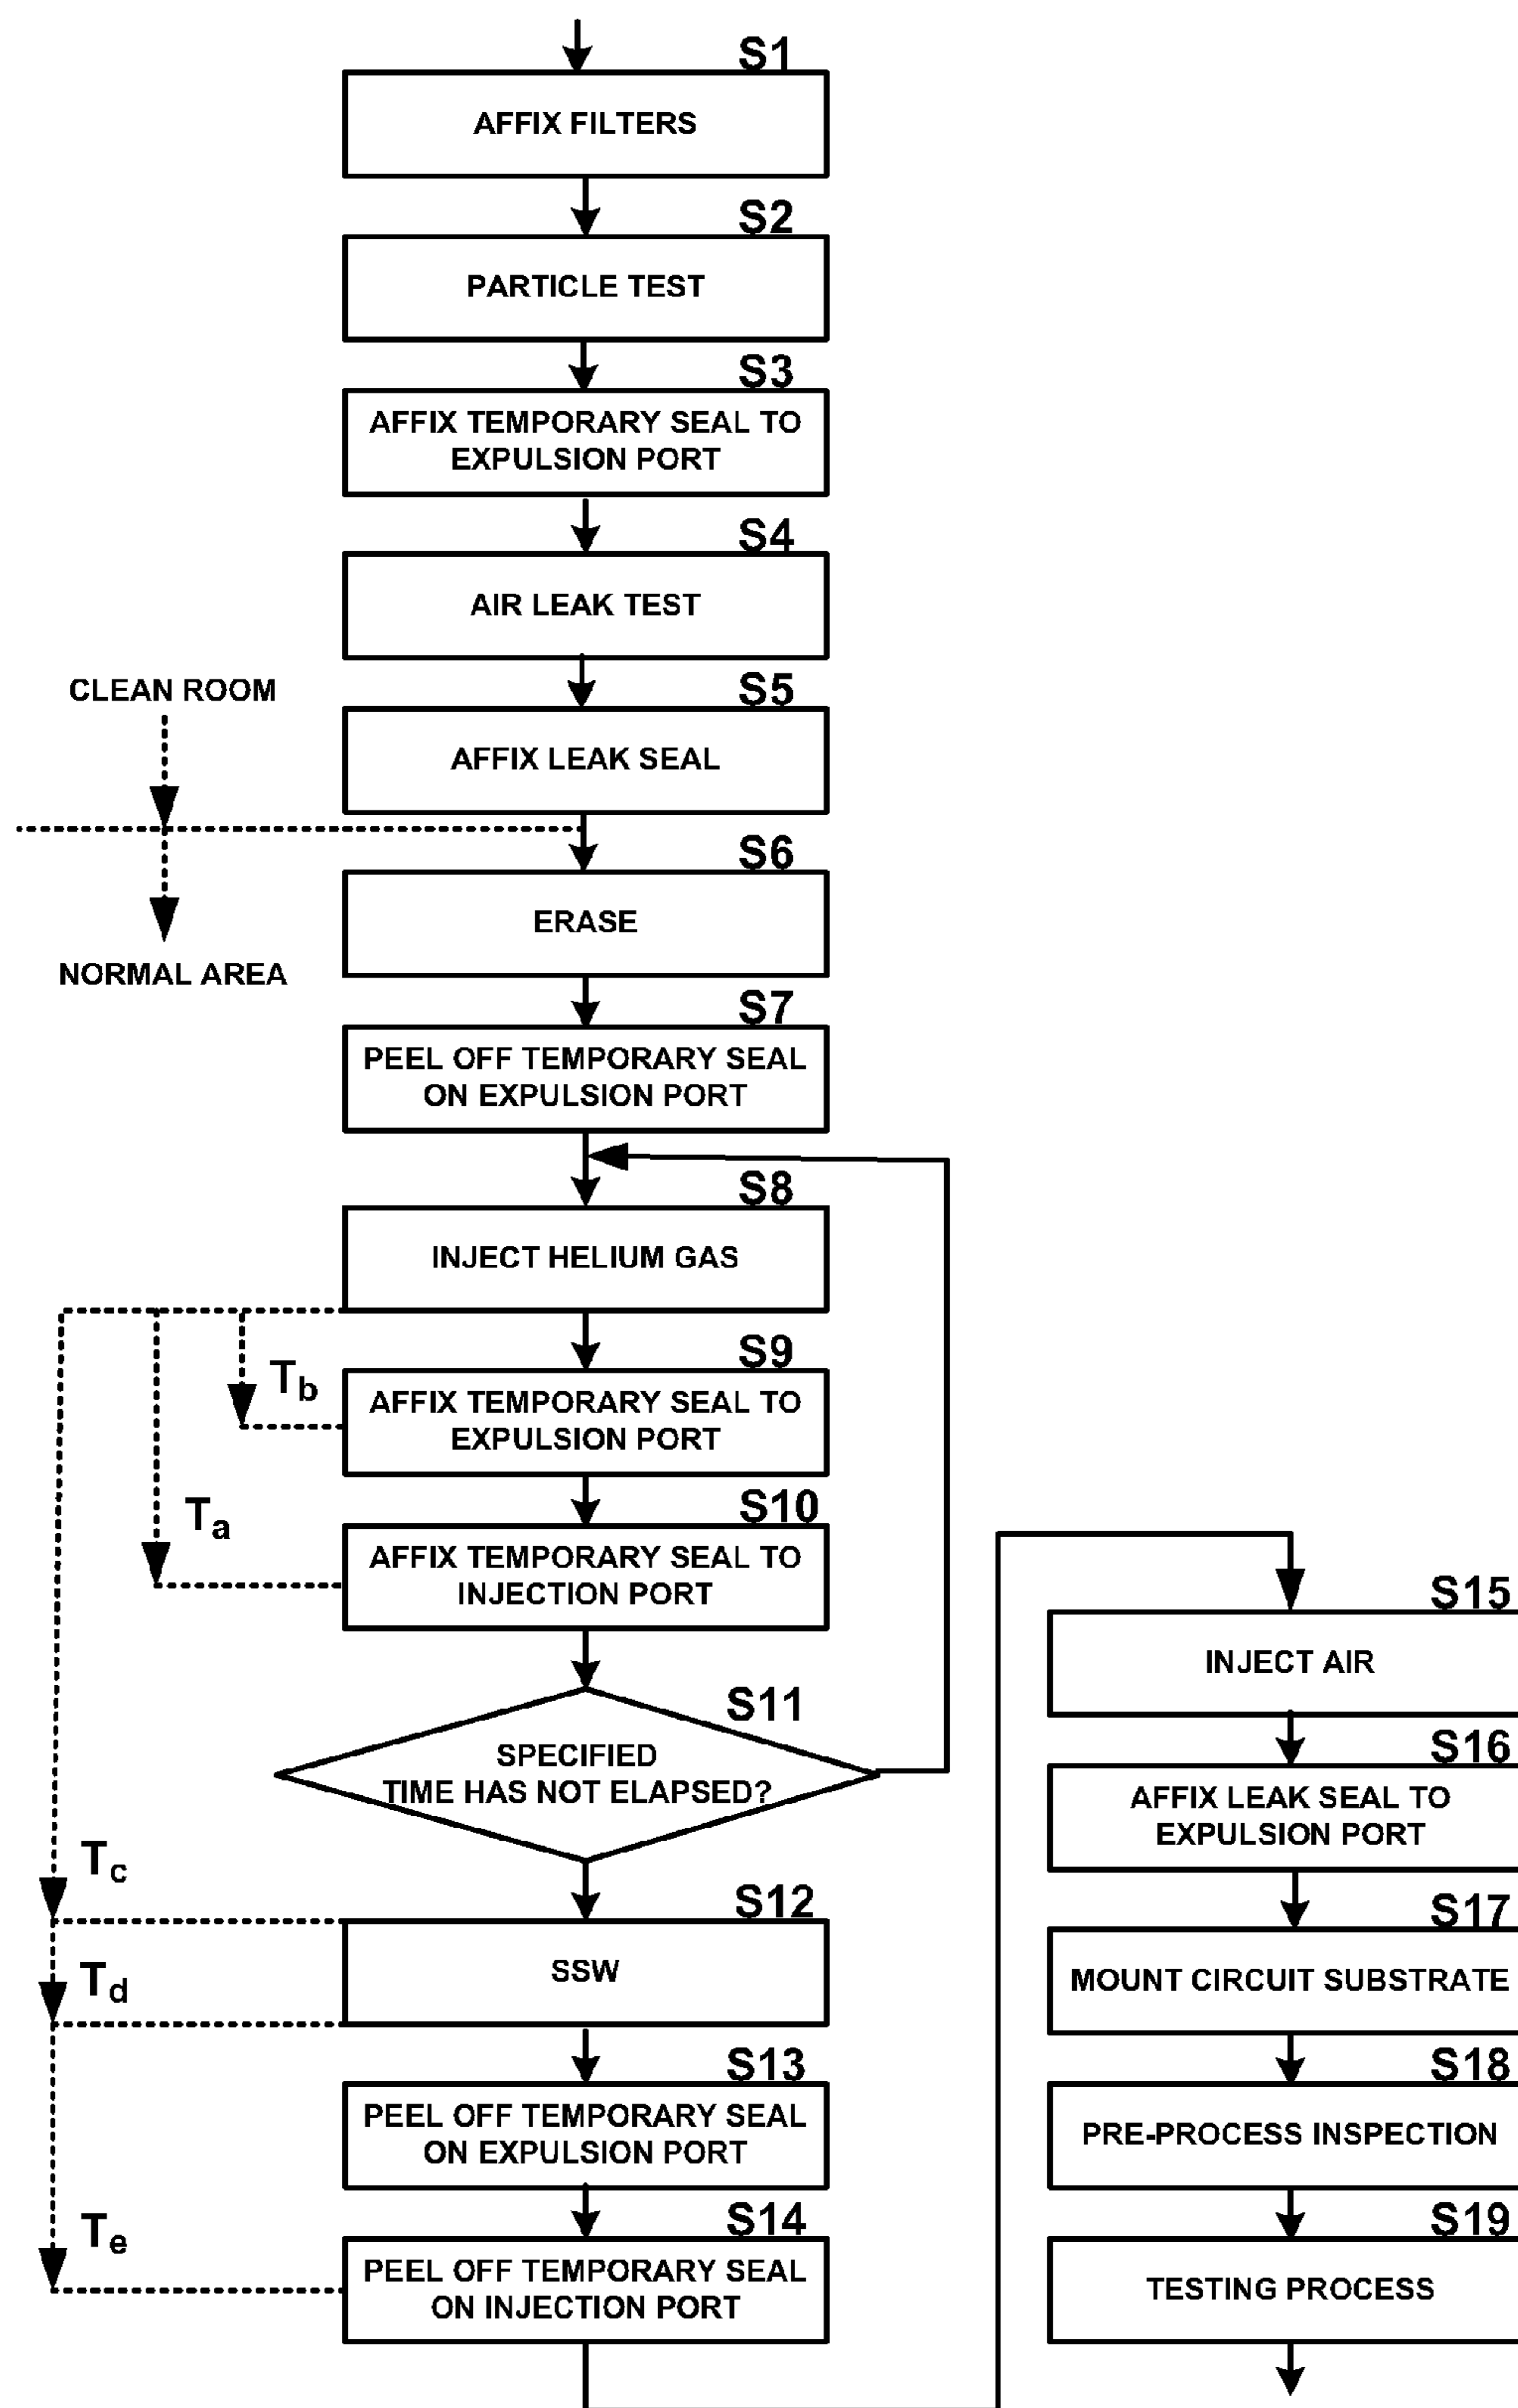 S1
AFFIX FILTERS
S2
PARTICLE TEST
S3
AFFIX TEMPORARY SEAL TO
EXPULSION PORT
S4
AIR LEAK TEST
CLEAN ROOM
S5
AFFIX LEAK SEAL
S6
ERASE
NORMAL AREA
S7
PEEL OFF TEMPORARY SEAL
ON EXPULSION PORT
S8
INJECT HELIUM GAS
S9
Tb
AFFIX TEMPORARY SEAL TO
EXPULSION PORT
S10
Ta
AFFIX TEMPORARY SEAL TO
INJECTION PORT
S11
SPECIFIED
TIME HAS NOT ELAPSED?
Tc
S12
SSW
Td
S13
PEEL OFF TEMPORARY SEAL
ON EXPULSION PORT
S14
Te
PEEL OFF TEMPORARY SEAL
ON INJECTION PORT
S15
INJECT AIR
S16
AFFIX LEAK SEAL TO
EXPULSION PORT
S17
MOUNT CIRCUIT SUBSTRATE
S18
PRE-PROCESS INSPECTION
S19
TESTING PROCESS